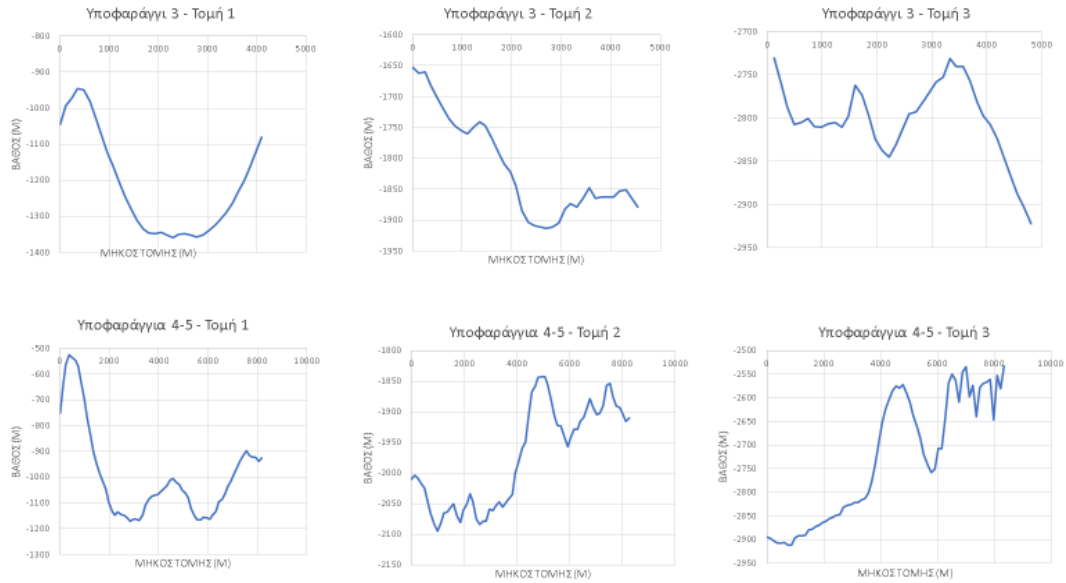 Υποφαράγγι 3 - Τομή 1
-800
0 1000 2000 3000 4000 5000
-900
-1000
-1100
-1200
-1300
-1400
ΒΑΘΟΣ(Μ)
ΜΗΚΟΣ ΤΟΜΗΣ(Μ)
Υποφαράγγι 3 - Τομή 2
-1600
0 1000 2000 3000 4000 5000
-1650
-1700
-1750
-1800
-1850
-1900
-1950
ΒΑΘΟΣ(Μ)
ΜΗΚΟΣ ΤΟΜΗΣ(Μ)
Υποφαράγγι 3 - Τομή 3
-2700
0 1000 2000 3000 4000 5000
-2750
-2800
-2850
-2900
-2950
ΒΑΘΟΣ(Μ)
ΜΗΚΟΣ ΤΟΜΗΣ(Μ)
Υποφαράγγια 4-5 - Τομή 1
-500
0 2000 4000 6000 8000 10000
-600
-700
-800
-900
-1000
-1100
-1200
-1300
ΒΑΘΟΣ(Μ)
ΜΗΚΟΣ ΤΟΜΗΣ(Μ)
Υποφαράγγια 4-5 - Τομή 2
-1800
0 2000 4000 6000 8000 10000
-1850
-1900
-1950
-2000
-2050
-2100
-2150
ΒΑΘΟΣ(Μ)
ΜΗΚΟΣ ΤΟΜΗΣ(Μ)
Υποφαράγγια 4-5 - Τομή 3
-2500
0 2000 4000 6000 8000 10000
-2550
-2600
-2650
-2700
-2750
-2800
-2850
-2900
-2950
ΒΑΘΟΣ(Μ)
ΜΗΚΟΣ ΤΟΜΗΣ(Μ)